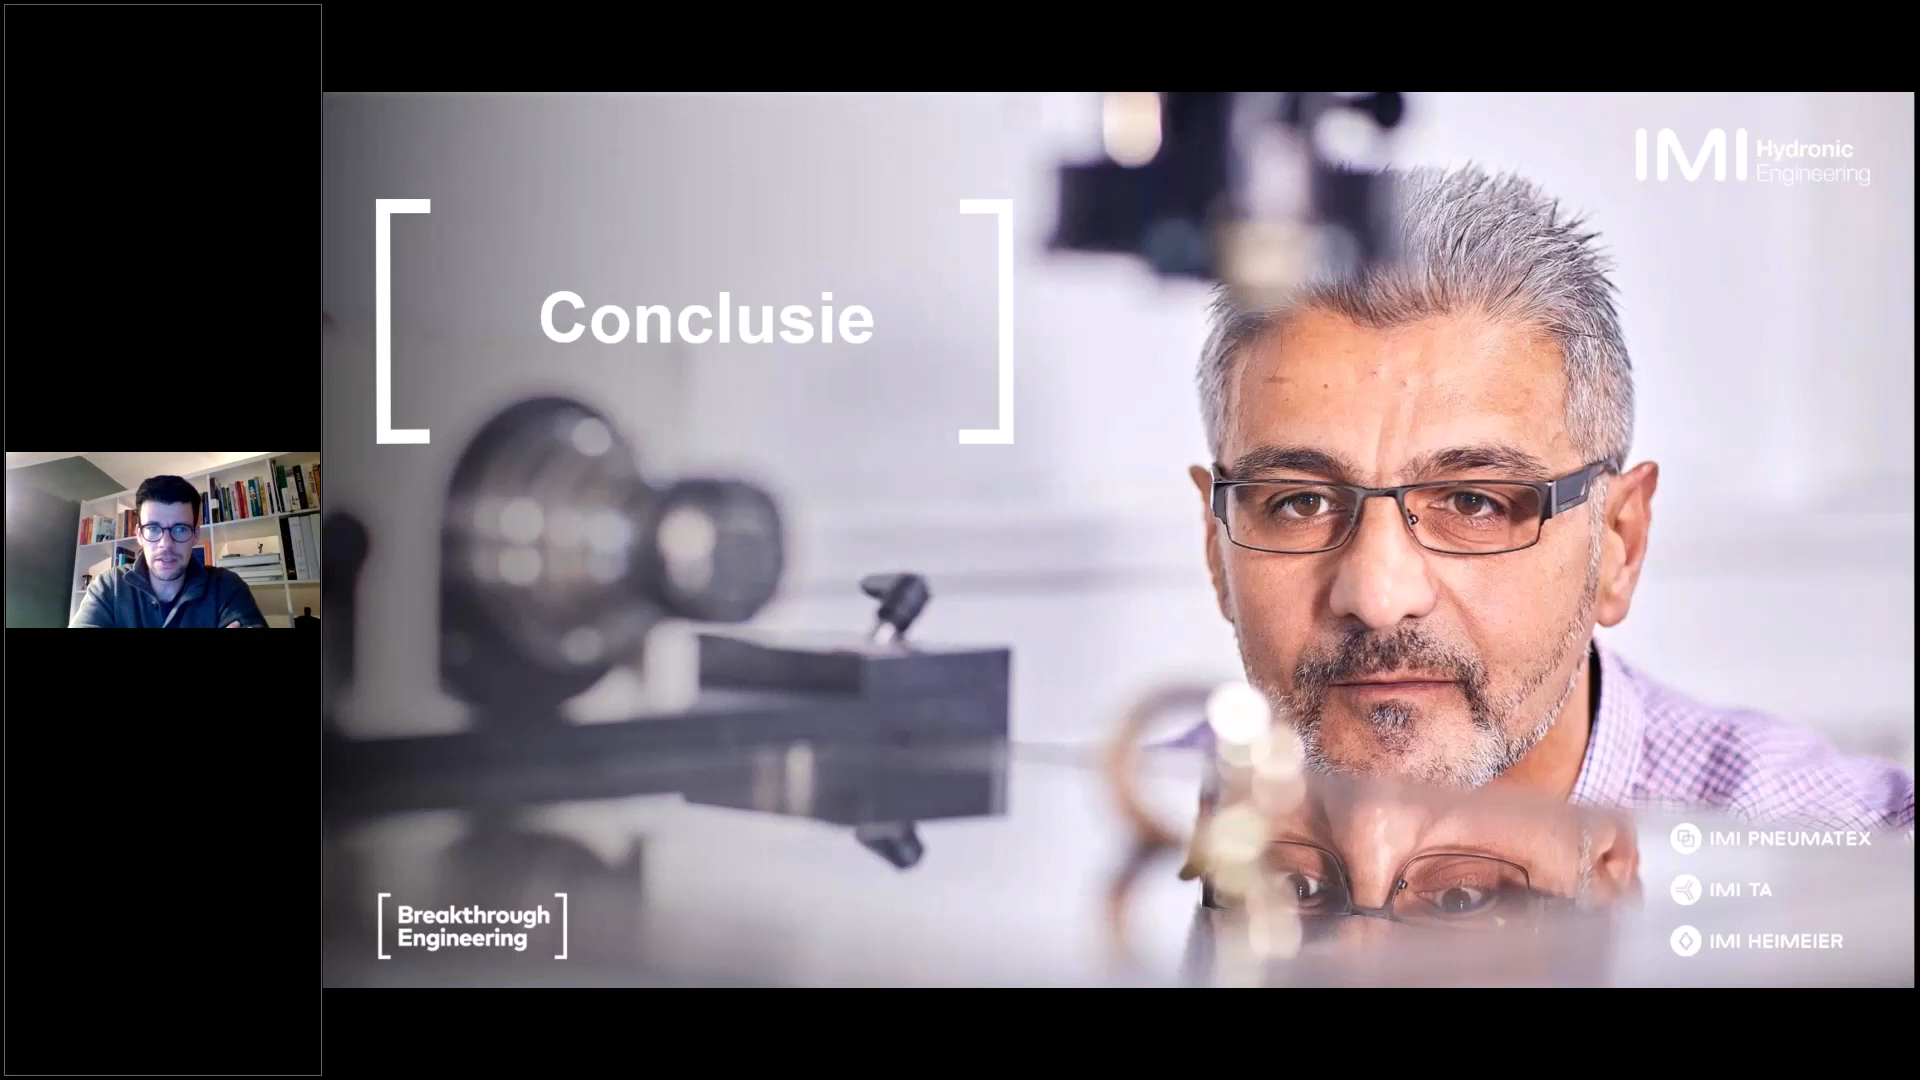 IMI Hydronic
Engineering
Conclusie
Breakthrough
Engineering
IMI PNEUMATEX
IMI TA
IMI HEIMEIER